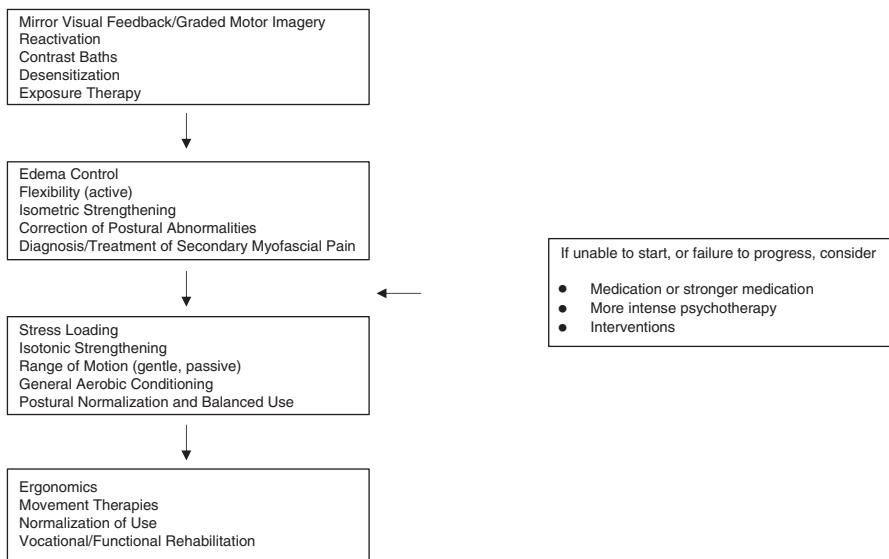 Mirror Visual Feedback/Graded Motor Imagery
Reactivation
Contrast Baths
Desensitization
Exposure Therapy
Edema Control
Flexibility (active)
Isometric Strengthening
Correction of Postural Abnormalities
Diagnosis/Treatment of Secondary Myofascial Pain
If unable to start, or failure to progress, consider
● Medication or stronger medication
● More intense psychotherapy
● Interventions
Stress Loading
Isotonic Strengthening
Range of Motion (gentle, passive)
General Aerobic Conditioning
Postural Normalization and Balanced Use
Ergonomics
Movement Therapies
Normalization of Use
Vocational/Functional Rehabilitation